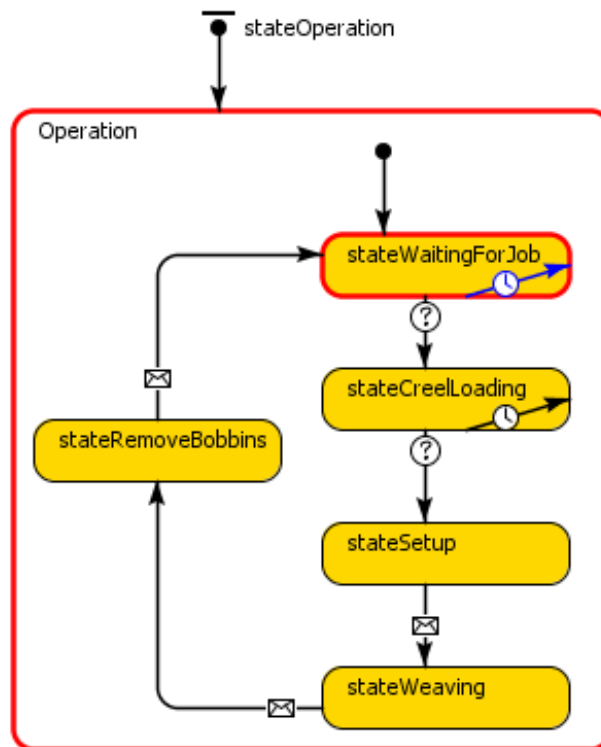 stateOperation
Operation
stateWaitingForJob
?
stateCreelLoading
stateRemoveBobbins
?
stateSetup
stateWeaving